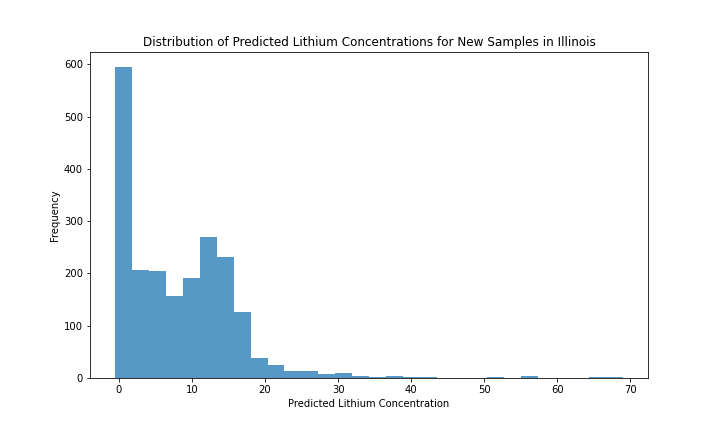 Distribution of Predicted Lithium Concentrations for New Samples in Illinois
600
500
400
300
200
100
0
Frequency
0 10 20 30 40 50 60 70
Predicted Lithium Concentration